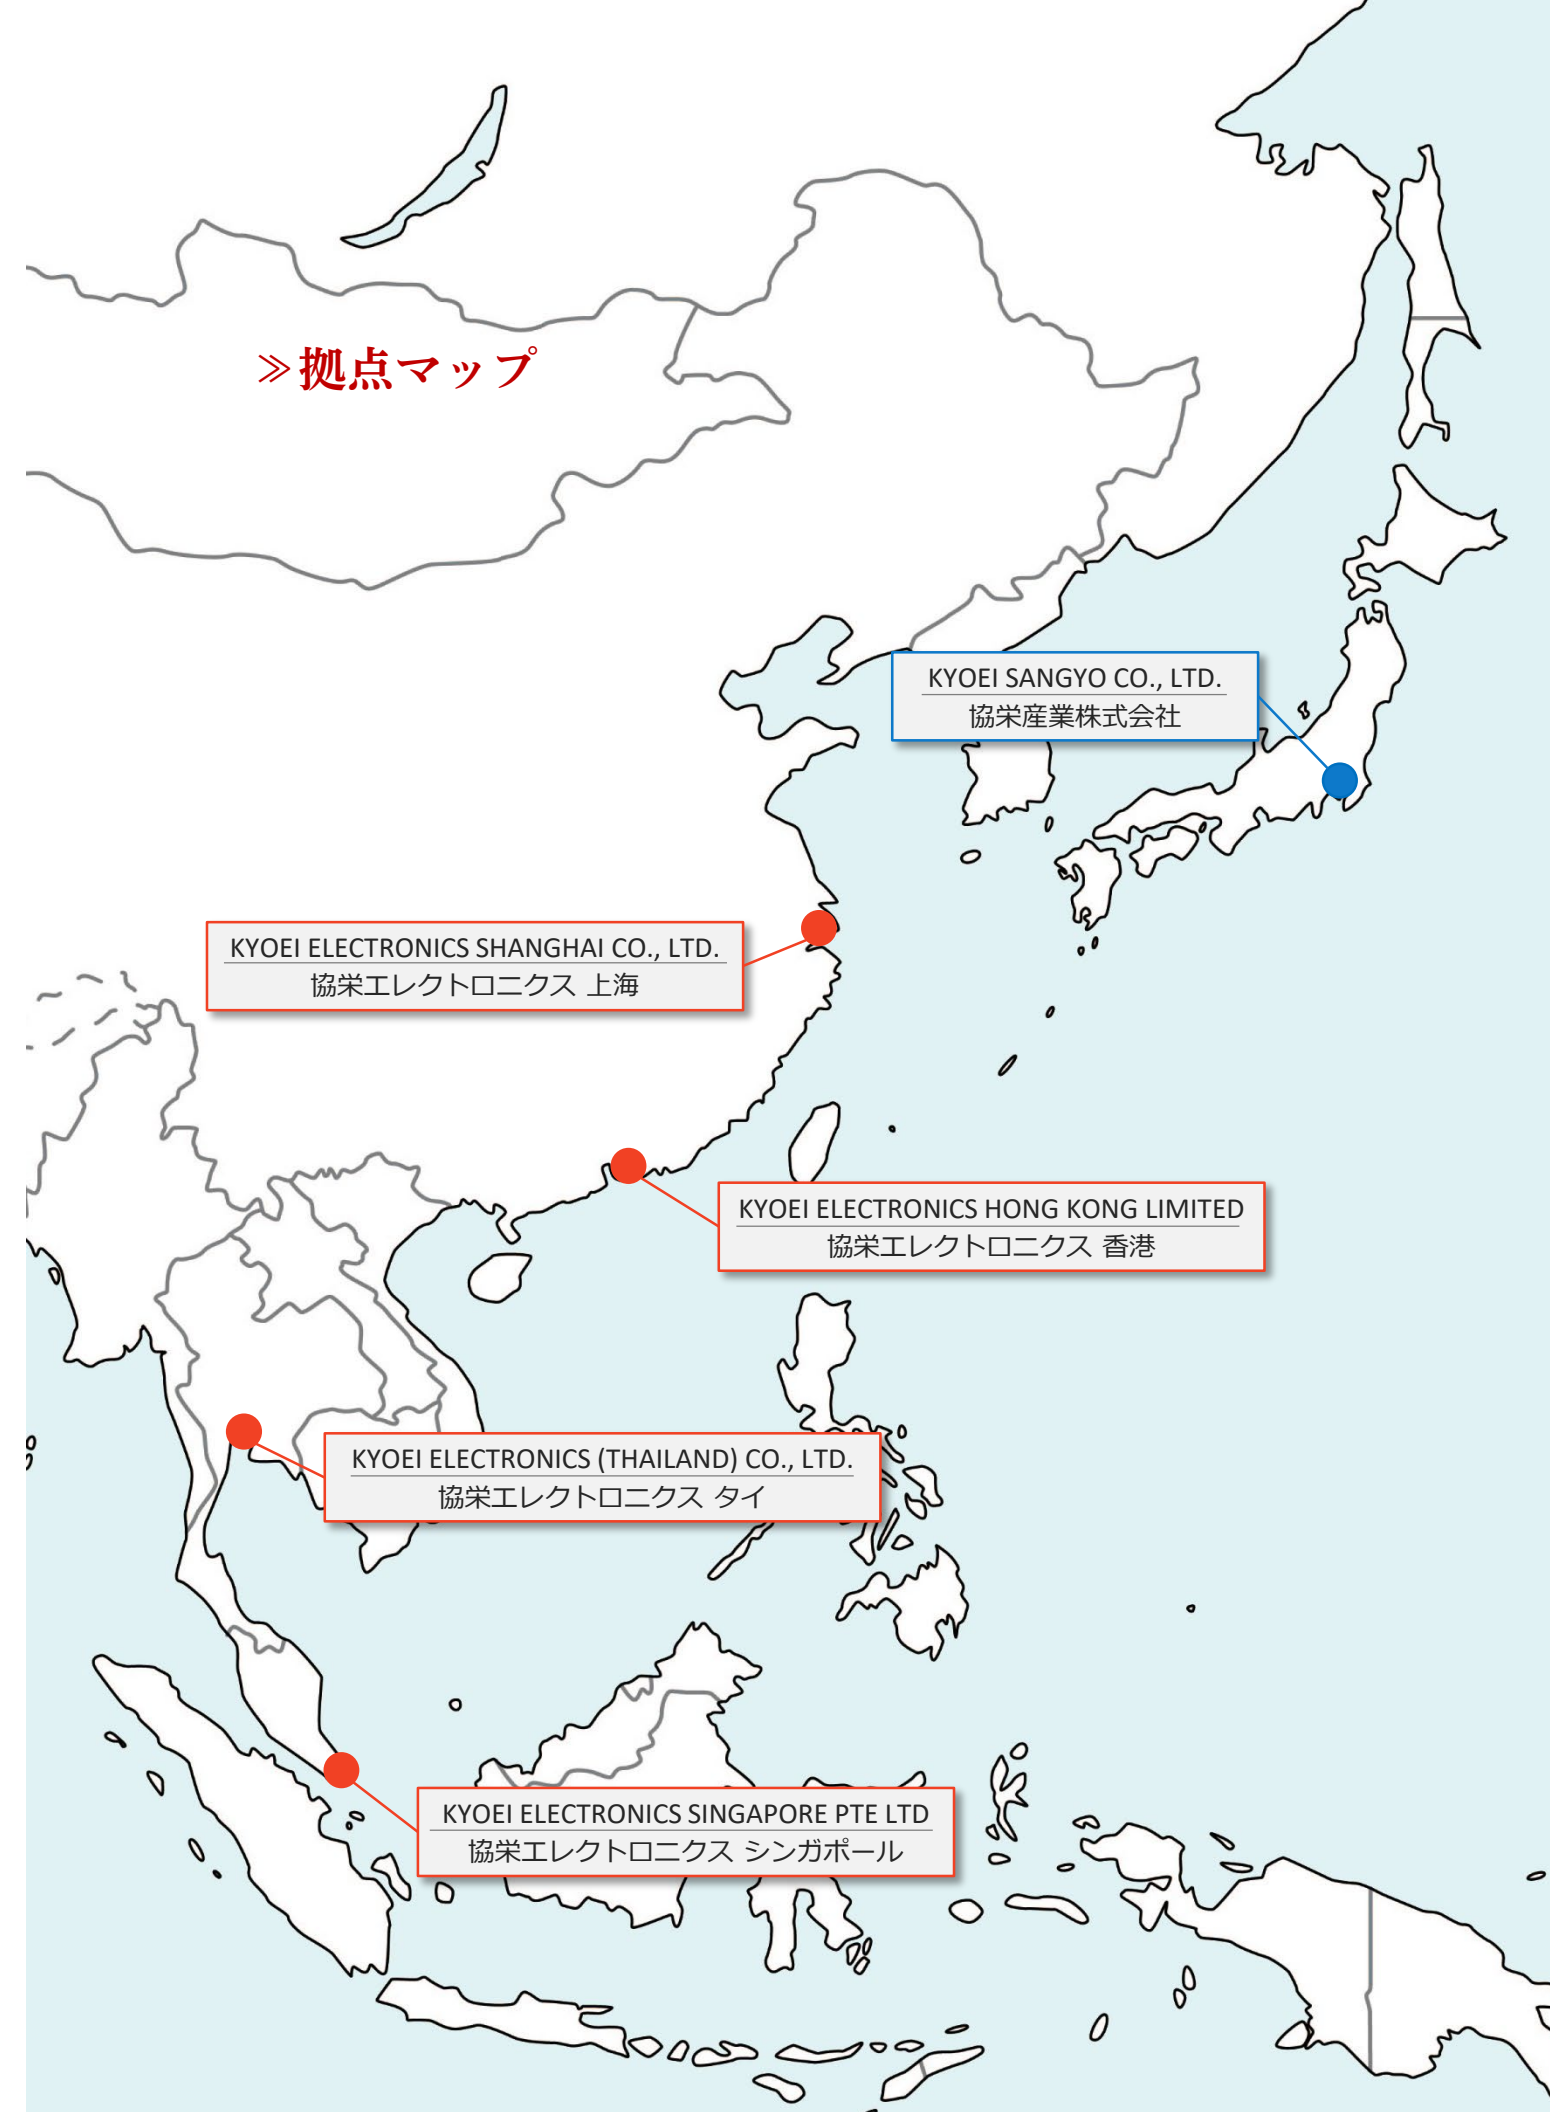 ≫拠点マップ
KYOEI SANGYO CO., LTD.
協栄産業株式会社
KYOEI ELECTRONICS SHANGHAI CO., LTD.
協栄エレクトロニクス 上海
KYOEI ELECTRONICS HONG KONG LIMITED
協栄エレクトロニクス 香港
KYOEI ELECTRONICS (THAILAND) CO., LTD.
協栄エレクトロニクス タイ
KYOEI ELECTRONICS SINGAPORE PTE LTD
協栄エレクトロニクス シンガポール